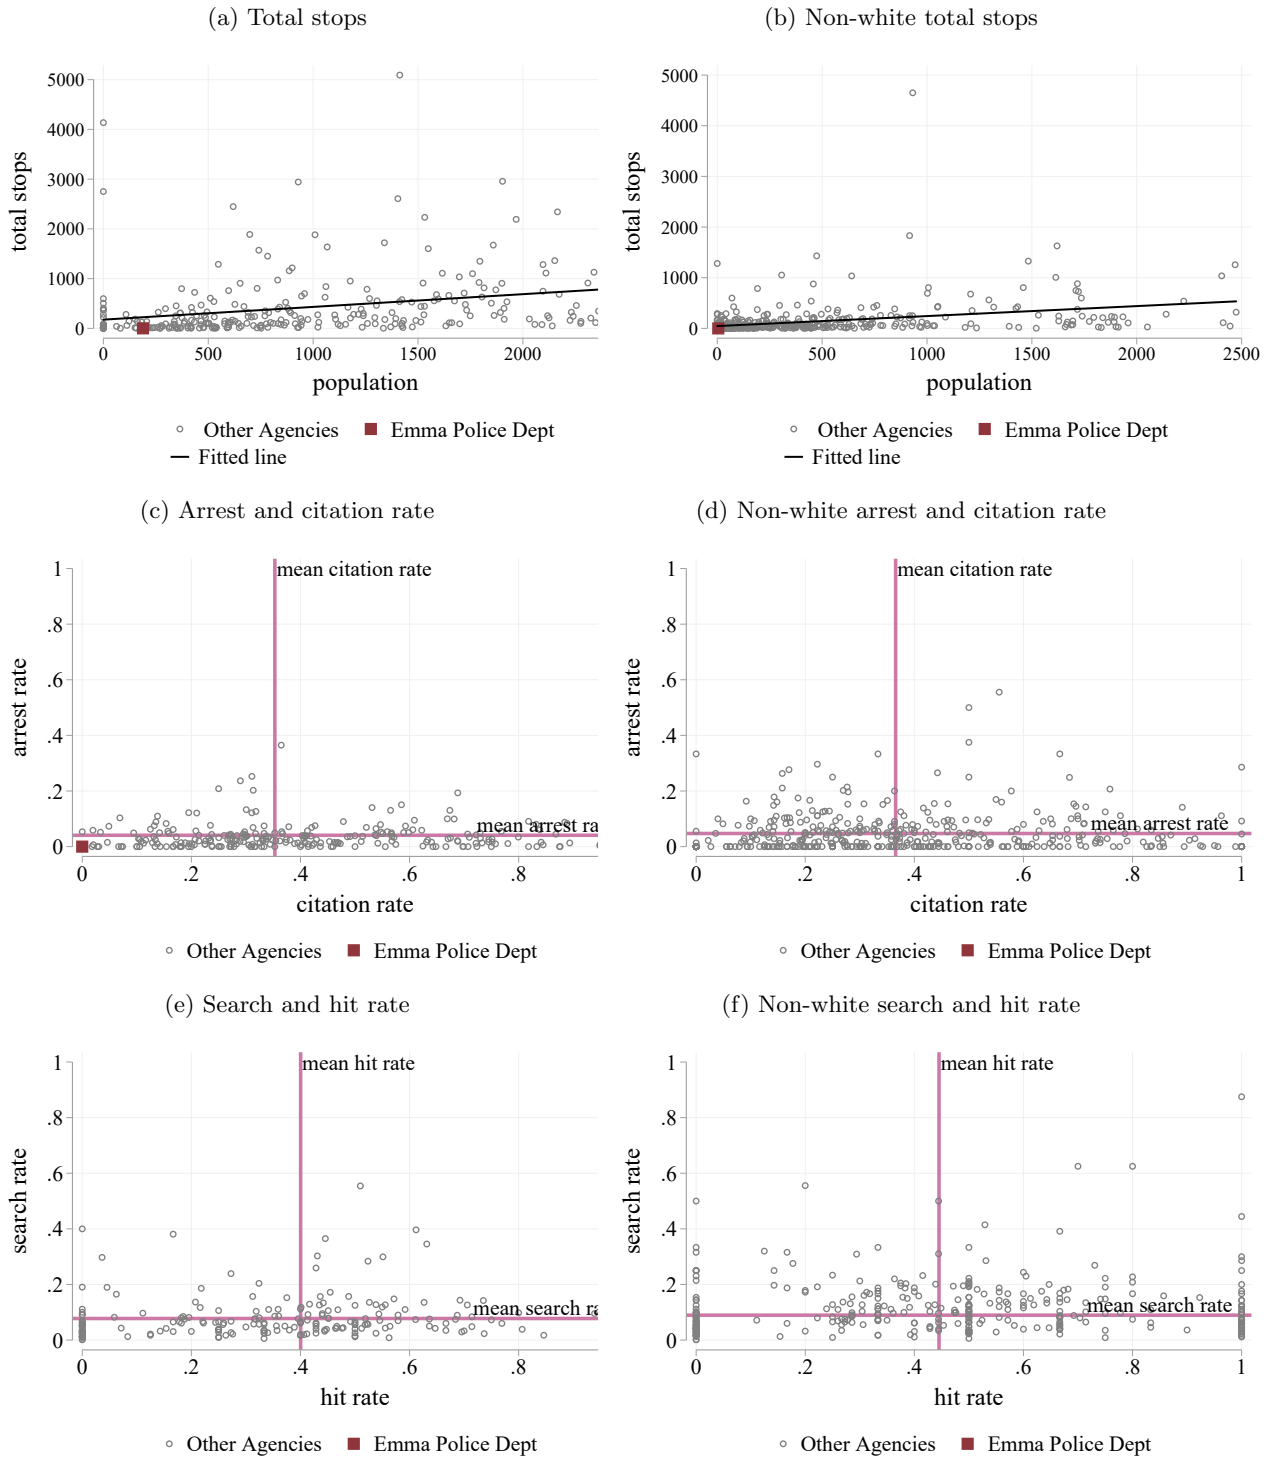 (a) Total stops
(b) Non-white total stops
total stops
5000
4000
3000
2000
1000
0
0 500 1000 1500 2000
population
Other Agencies Emma Police Dept
Fitted line
total stops
5000
4000
3000
2000
1000
0
0 500 1000 1500 2000 2500
population
Other Agencies Emma Police Dept
Fitted line
(c) Arrest and citation rate
(d) Non-white arrest and citation rate
arrest rate
1
.8
.6
.4
.2
0
mean citation rate
mean arrest ra
0 .2 .4 .6 .8
citation rate
Other Agencies Emma Police Dept
arrest rate
1
.8
.6
.4
.2
0
mean citation rate
mean arrest rate
0 .2 .4 .6 .8 1
citation rate
Other Agencies Emma Police Dept
(e) Search and hit rate
(f) Non-white search and hit rate
search rate
1
.8
.6
.4
.2
0
mean hit rate
mean search ra
0 .2 .4 .6 .8
hit rate
Other Agencies Emma Police Dept
search rate
1
.8
.6
.4
.2
0
mean hit rate
mean search rate
0 .2 .4 .6 .8 1
hit rate
Other Agencies Emma Police Dept